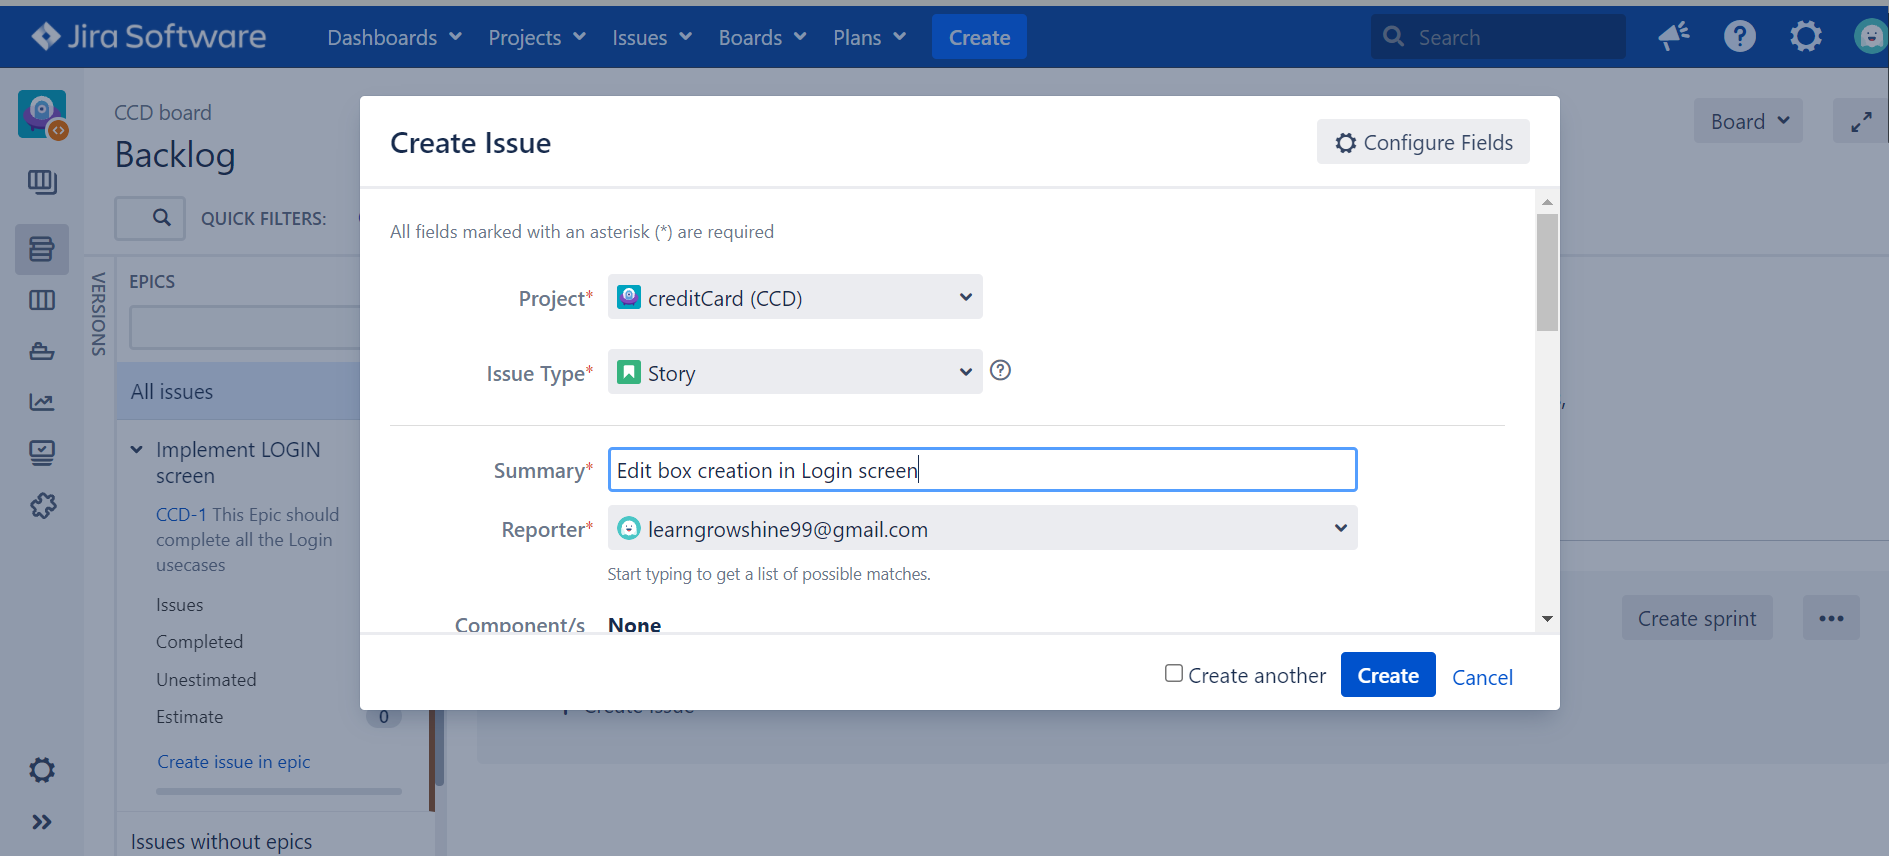 Jira Software
Dashboards Projects Issues Boards Plans Create Search
CCD board
Backlog
QUICK FILTERS:
Board
VERSIONS
EPICS
All issues
Implement LOGIN
screen
CCD-1 This Epic should
complete all the Login
usecases
Issues
Completed
Unestimated
Estimate 0
Create issue in epic
Issues without epics
Create Issue
Configure Fields
All fields marked with an asterisk (*) are required
Project* creditCard (CCD)
Issue Type* Story
Summary* Edit box creation in Login screen
Reporter* learngrowshine99@gmail.com
Start typing to get a list of possible matches.
Component/s None
Create another Create Cancel
Create sprint
Create issue